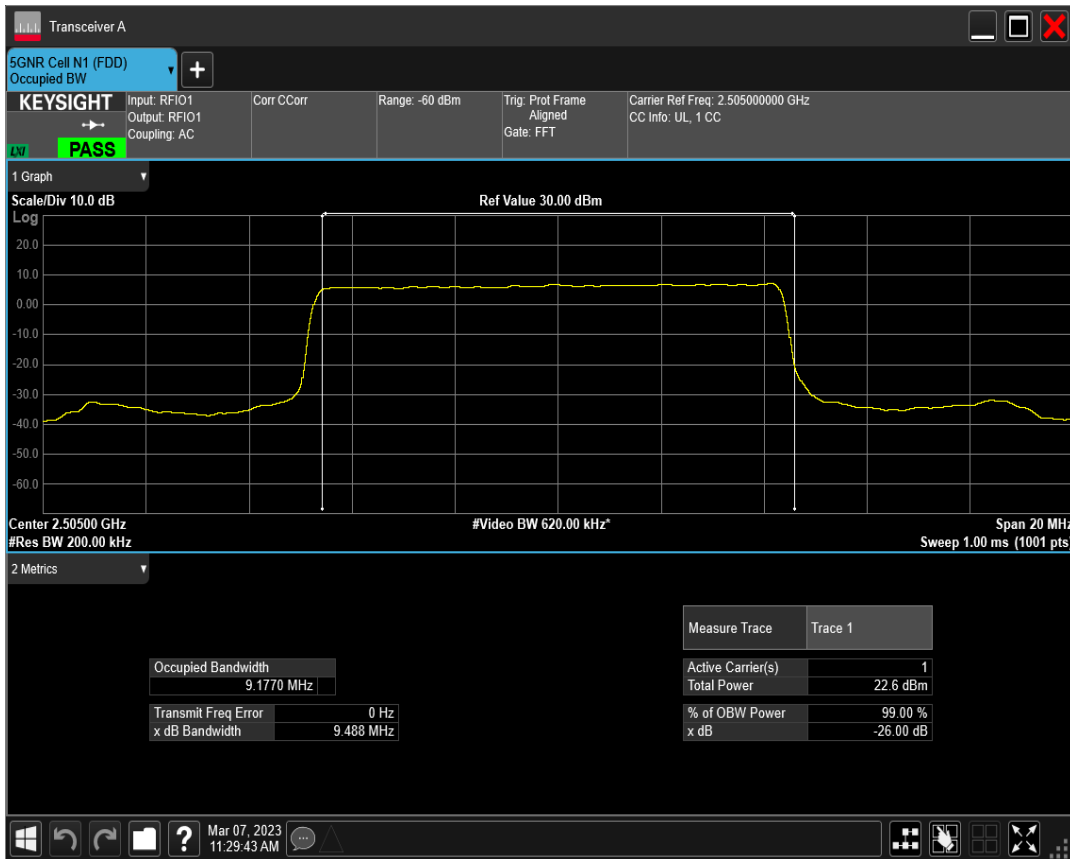 Transceiver A
5GNR Cell N1 (FDD)
Occupied BW
+
KEYSIGHT
LXI
PASS
Input: RFIO1
Output: RFIO1
Coupling: AC
Corr CCorr
Range: -60 dBm
Trig: Prot Frame
Aligned
Gate: FFT
Carrier Ref Freq: 2.505000000 GHz
CC Info: UL, 1 CC
1 Graph
Scale/Div 10.0 dB
Ref Value 30.00 dBm
Log
20.0
10.0
0.00
-10.0
-20.0
-30.0
-40.0
-50.0
-60.0
Center 2.50500 GHz
#Video BW 620.00 kHz*
Span 20 MHz
#Res BW 200.00 kHz
Sweep 1.00 ms (1001 pts)
2 Metrics
Measure Trace Trace 1
Occupied Bandwidth
9.1770 MHz
Active Carrier(s) 1
Total Power 22.6 dBm
Transmit Freq Error 0 Hz
x dB Bandwidth 9.488 MHz
% of OBW Power 99.00 %
x dB -26.00 dB
?
Mar 07, 2023
11:29:43 AM